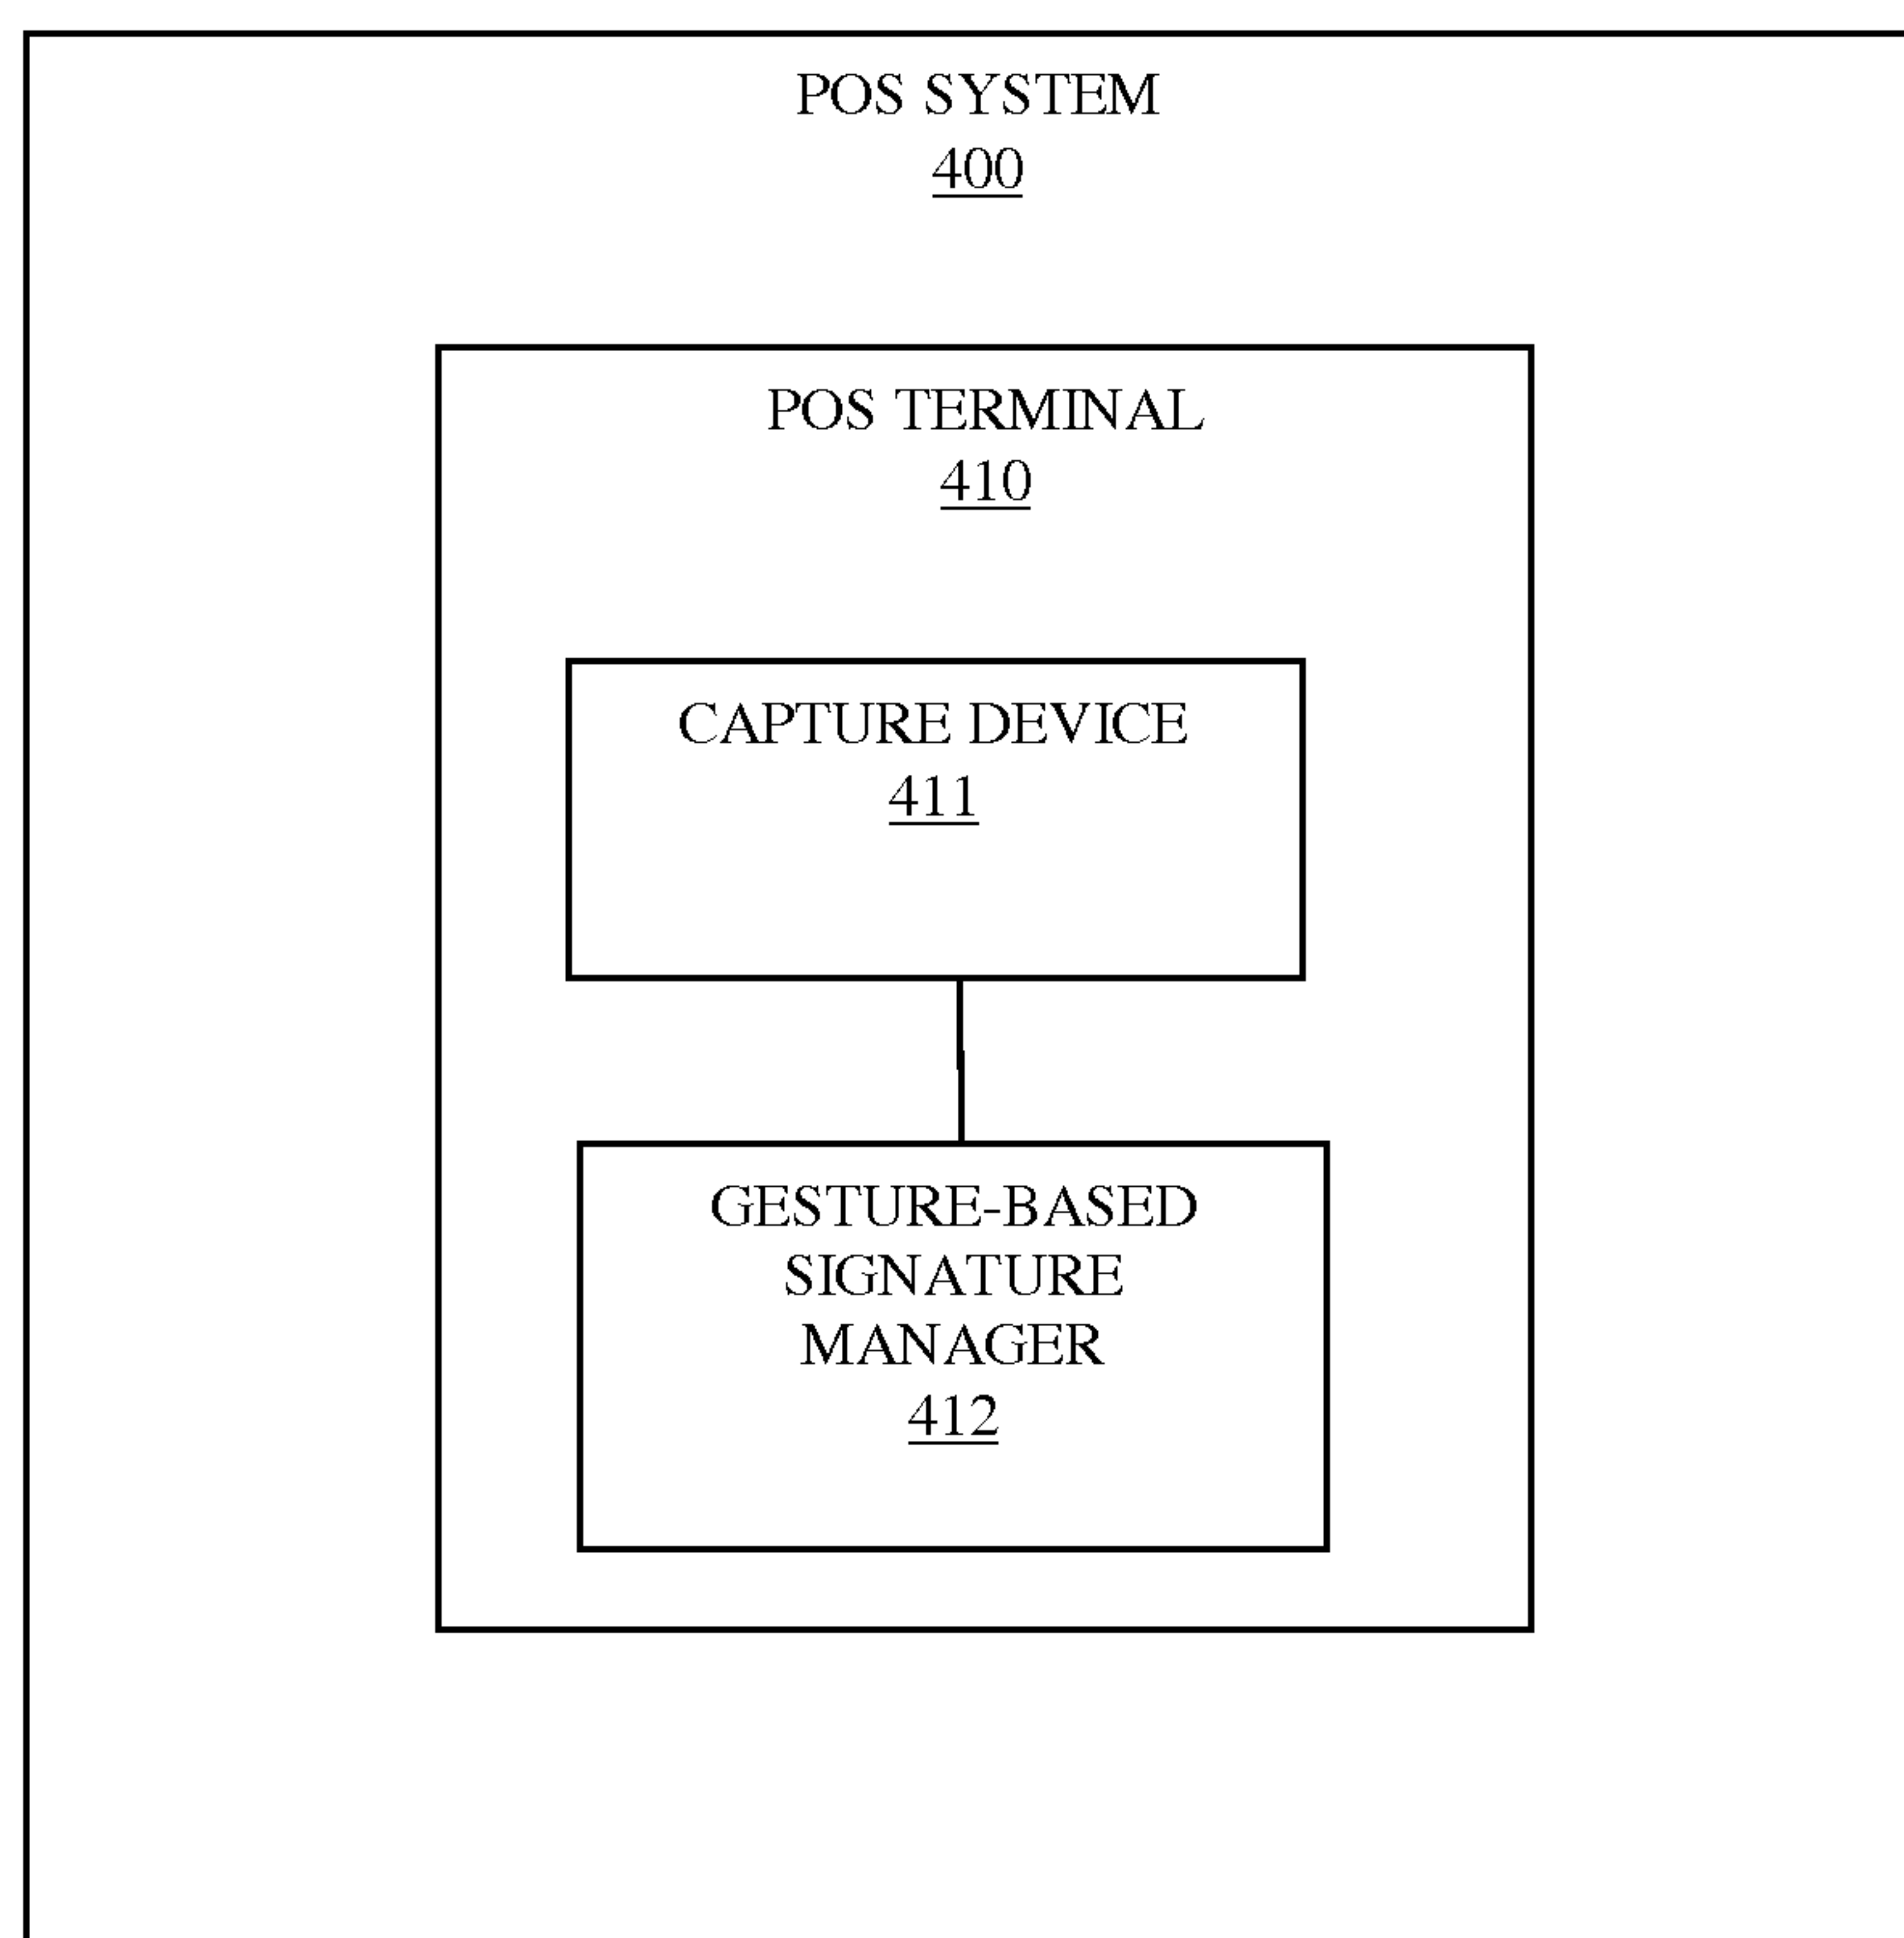 POS SYSTEM
400
POS TERMINAL
410
CAPTURE DEVICE
411
GESTURE-BASED
SIGNATURE
MANAGER
412